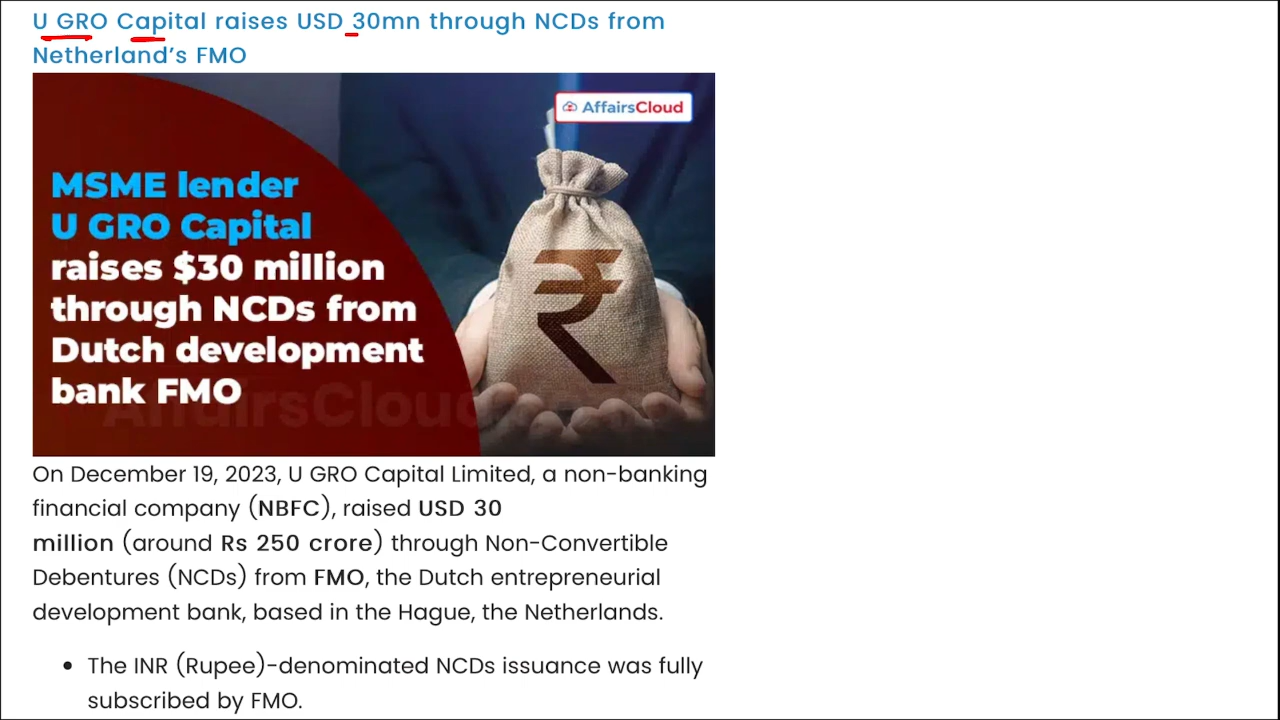 U GRO Capital raises USD 30mn through NCDs from
Netherland’s FMO
AffairsCloud
MSME lender
U GRO Capital
raises $30 million
through NCDs from
Dutch development
bank FMO
AffairsCloud
On December 19, 2023, U GRO Capital Limited, a non-banking
financial company (NBFC), raised USD 30
million (around Rs 250 crore) through Non-Convertible
Debentures (NCDs) from FMO, the Dutch entrepreneurial
development bank, based in the Hague, the Netherlands.
• The INR (Rupee)-denominated NCDs issuance was fully
subscribed by FMO.